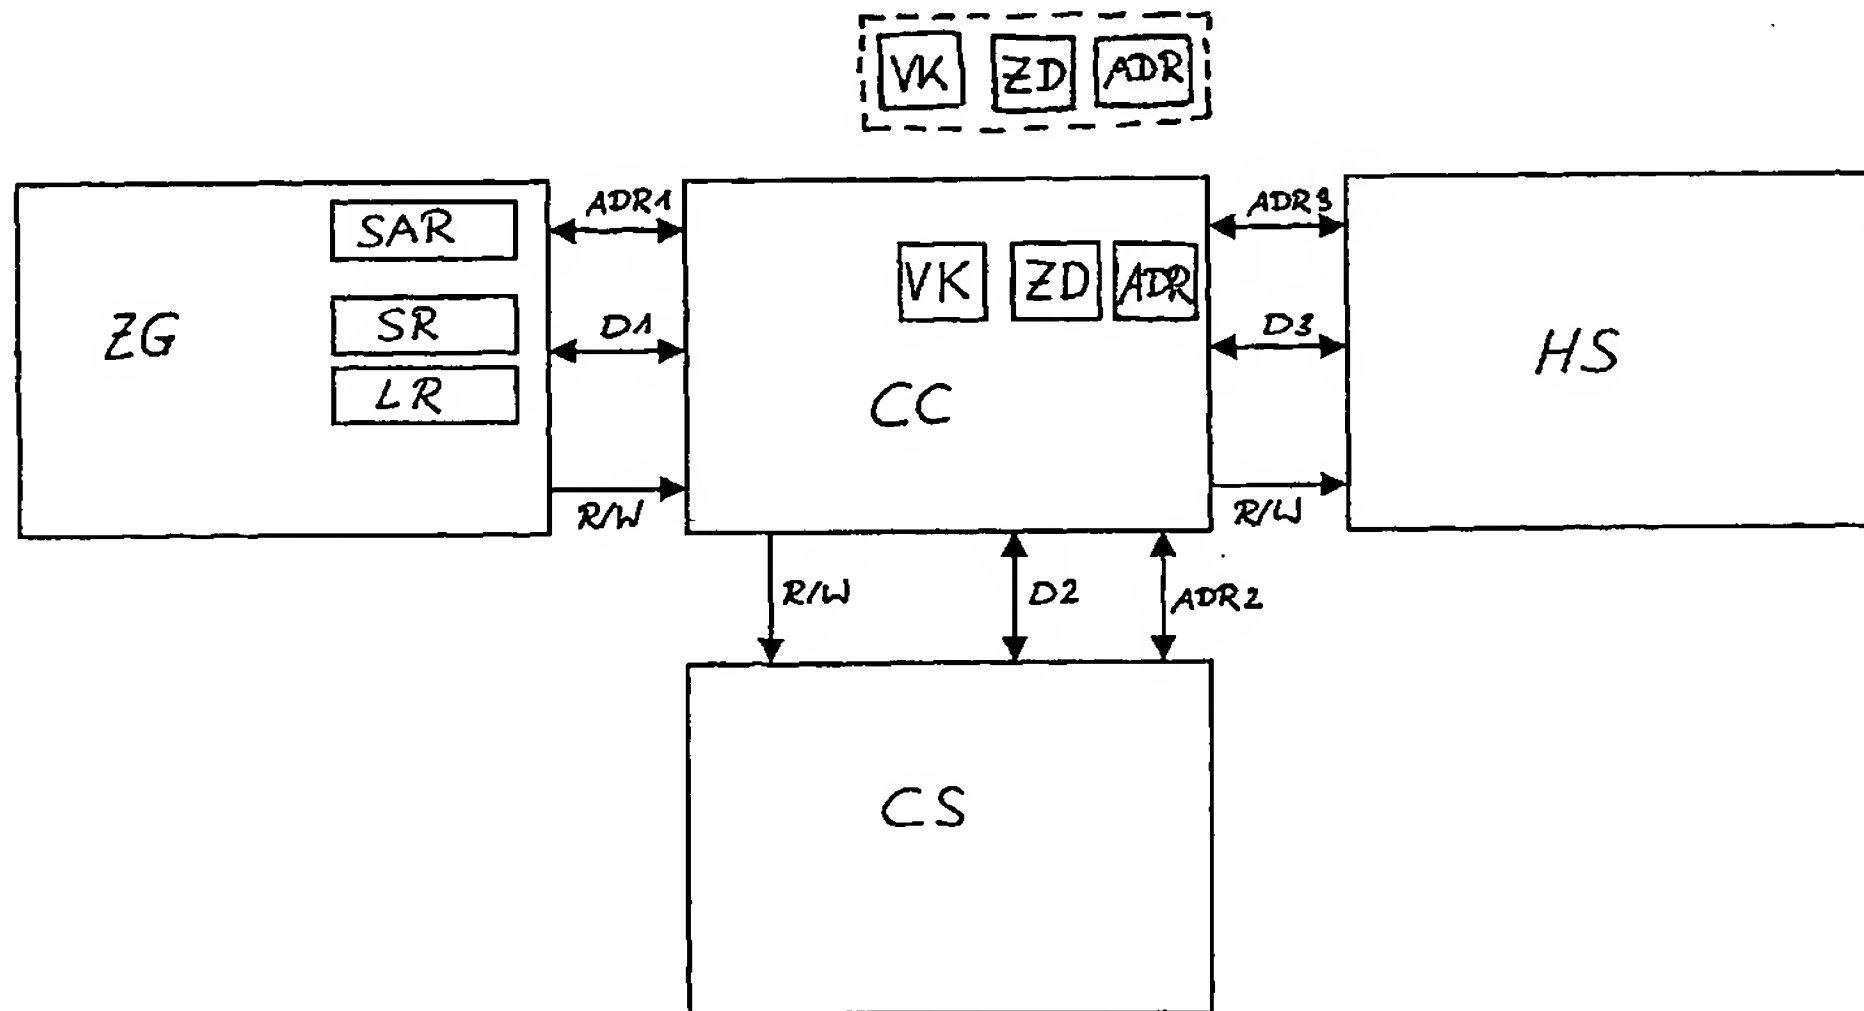 VK ZD ADR
SAR ADR1 ADR3
VK ZD ADR
ZG SR D1 D3 HS
LR CC
R/W R/W
R/W D2 ADR2
CS